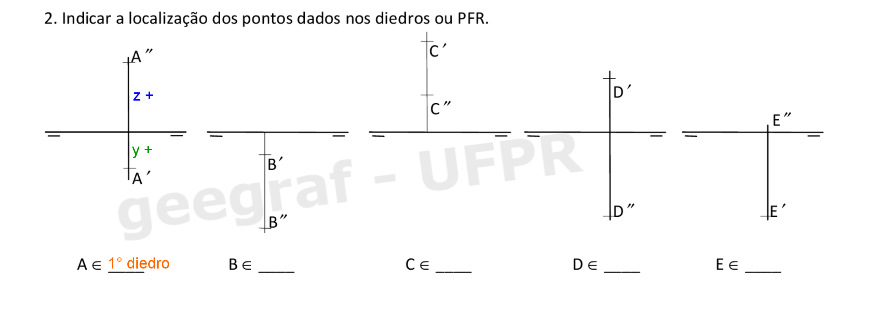 2. Indicar a localização dos pontos dados nos diedros ou PFR.
A″ C′ C″ D′ E″
z +
y +
A′ B′ B″ D″ E′
geegraf - UFPR
A ∈ 1° diedro B ∈ ____ C ∈ ____ D ∈ ____ E ∈ ____